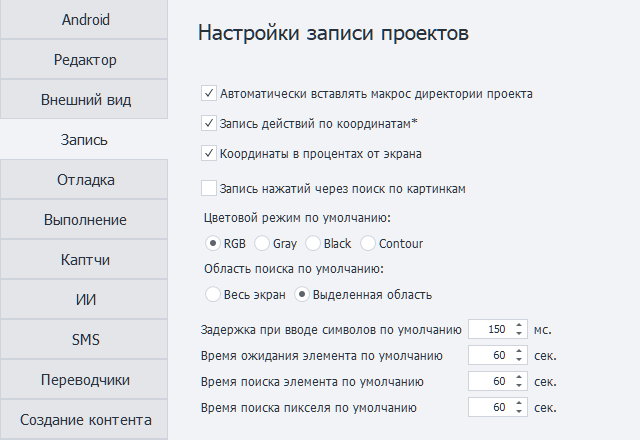 Android
Редактор
Внешний вид
Запись
Отладка
Выполнение
Каптчи
ИИ
SMS
Переводчики
Создание контента
Настройки записи проектов
Автоматически вставлять макрос директории проекта
Запись действий по координатам*
Координаты в процентах от экрана
Запись нажатий через поиск по картинкам
Цветовой режим по умолчанию:
RGB Gray Black Contour
Область поиска по умолчанию:
Весь экран Выделенная область
Задержка при вводе символов по умолчанию 150 мс.
Время ожидания элемента по умолчанию 60 сек.
Время поиска элемента по умолчанию 60 сек.
Время поиска пикселя по умолчанию 60 сек.